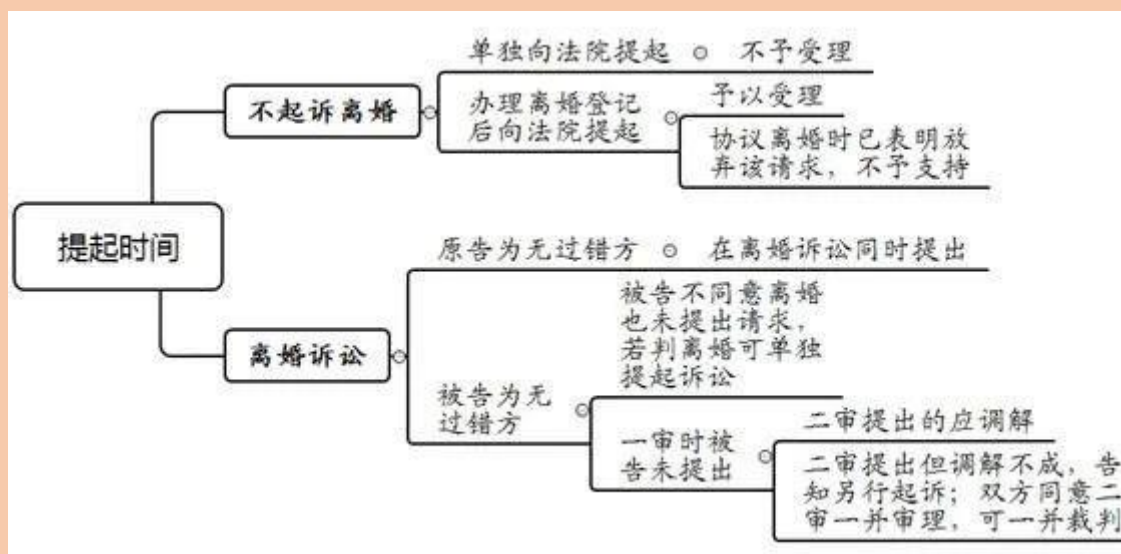 单独向法院提起
不予受理
不起诉离婚
办理离婚登记
后向法院提起
予以受理
协议离婚时已表明放
弃该请求，不予支持
提起时间
离婚诉讼
原告为无过错方
在离婚诉讼同时提出
被告为无
过错方
被告不同意离婚
也未提出请求，
若判离婚可单独
提起诉讼
一审时被
告未提出
二审提出的应调解
二审提出但调解不成，告
知另行起诉；双方同意二
审一并审理，可一并裁判